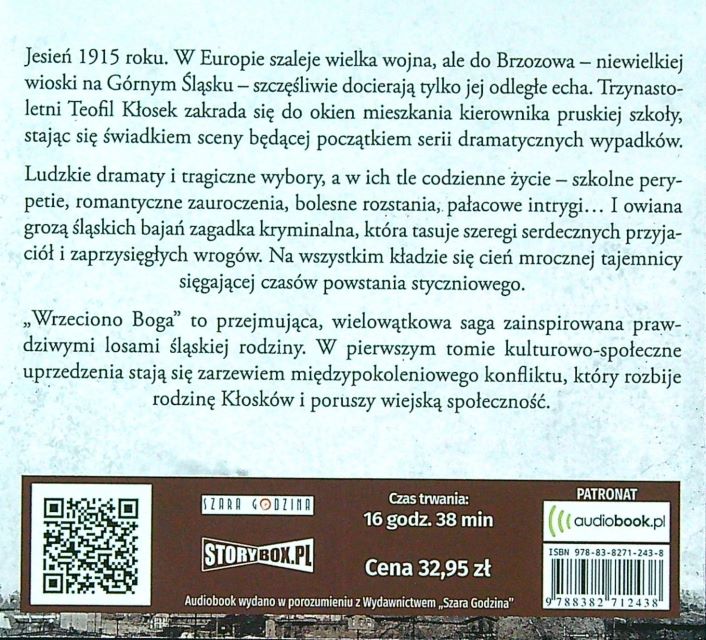 Jesień 1915 roku. W Europie szaleje wielka wojna, ale do Brzozowa – niewielkiej
wioski na Górnym Śląsku – szczęśliwie docierają tylko jej odległe echa. Trzynasto-
letni Teofil Kłosek zakrada się do okien mieszkania kierownika pruskiej szkoły,
stając się świadkiem sceny będącej początkiem serii dramatycznych wypadków.
Ludzkie dramaty i tragiczne wybory, a w ich tle codzienne życie – szkolne pery-
petie, romantyczne zauroczenia, bolesne rozstania, pałacowe intrygi… I owiana
grozą śląskich bajań zagadka kryminalna, która tasuje szeregi serdecznych przyja-
ciół i zaprzysięgłych wrogów. Na wszystkim kładzie się cień mrocznej tajemnicy
sięgającej czasów powstania styczniowego.
„Wrzeciono Boga” to przejmująca, wielowątkowa saga zainspirowana praw-
dziwymi losami śląskiej rodziny. W pierwszym tomie kulturowo-społeczne
uprzedzenia stają się zarzewiem międzypokoleniowego konfliktu, który rozbije
rodzinę Kłosków i poruszy wiejską społeczność.
SZARA GODZINA
STORYBOX.PL
Czas trwania:
16 godz. 38 min
Cena 32,95 zł
Audiobook wydano w porozumieniu z Wydawnictwem „Szara Godzina”
PATRONAT
audiobook.pl
ISBN 978-83-8271-243-8
9 788382 712438